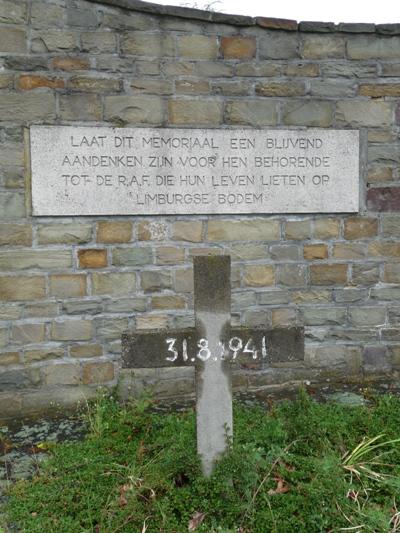 LAAT DIT MEMORIAAL EEN BLIJVEND
AANDENKEN ZIJN VOOR HEN BEHORENDE
TOT DE R.A.F. DIE HUN LEVEN LIETEN OP
LIMBURGSE BODEM
31.8.1941